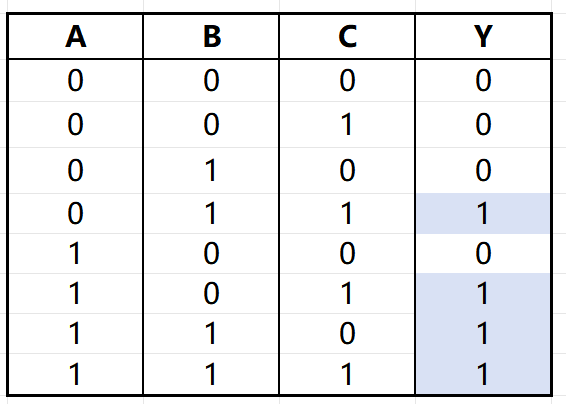 A B C Y
0 0 0 0
0 0 1 0
0 1 0 0
0 1 1 1
1 0 0 0
1 0 1 1
1 1 0 1
1 1 1 1